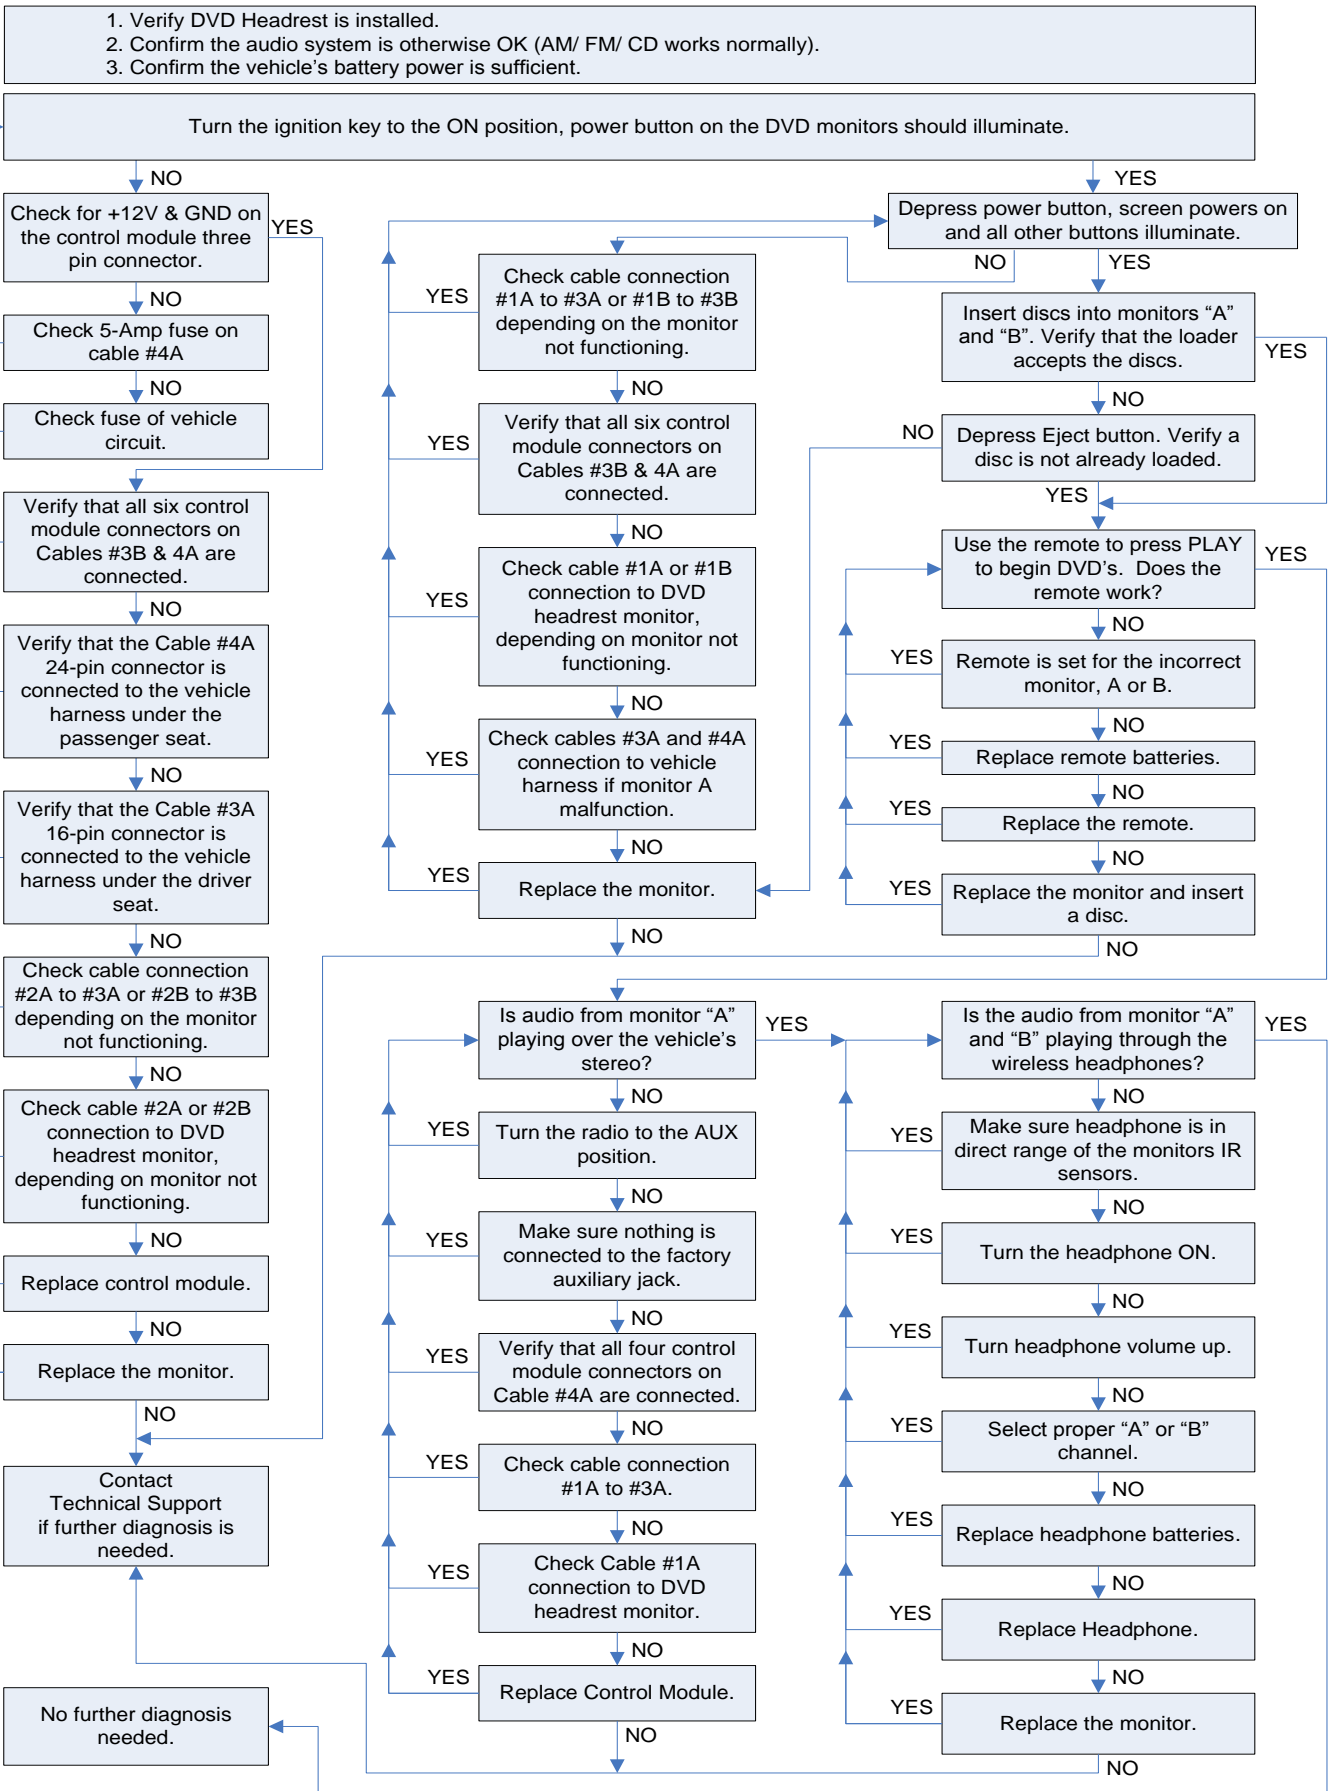 1. Verify DVD Headrest is installed.
2. Confirm the audio system is otherwise OK (AM/ FM/ CD works normally).
3. Confirm the vehicle’s battery power is sufficient.
Turn the ignition key to the ON position, power button on the DVD monitors should illuminate.
NO
Check for +12V & GND on
the control module three
pin connector.
YES
NO
Check 5-Amp fuse on
cable #4A
NO
Check fuse of vehicle
circuit.
Verify that all six control
module connectors on
Cables #3B & 4A are
connected.
NO
Verify that the Cable #4A
24-pin connector is
connected to the vehicle
harness under the
passenger seat.
NO
Verify that the Cable #3A
16-pin connector is
connected to the vehicle
harness under the driver
seat.
NO
Check cable connection
#2A to #3A or #2B to #3B
depending on the monitor
not functioning.
NO
Check cable #2A or #2B
connection to DVD
headrest monitor,
depending on monitor not
functioning.
NO
Replace control module.
NO
Replace the monitor.
NO
Contact
Technical Support
if further diagnosis is
needed.
No further diagnosis
needed.
YES
Depress power button, screen powers on
and all other buttons illuminate.
NO
YES
Check cable connection
#1A to #3A or #1B to #3B
depending on the monitor
not functioning.
YES
NO
Verify that all six control
module connectors on
Cables #3B & 4A are
connected.
YES
NO
Check cable #1A or #1B
connection to DVD
headrest monitor,
depending on monitor not
functioning.
YES
NO
Check cables #3A and #4A
connection to vehicle
harness if monitor A
malfunction.
YES
NO
Replace the monitor.
YES
NO
Insert discs into monitors “A”
and “B”. Verify that the loader
accepts the discs.
YES
NO
Depress Eject button. Verify a
disc is not already loaded.
NO
YES
Use the remote to press PLAY
to begin DVD's.  Does the
remote work?
YES
NO
Remote is set for the incorrect
monitor, A or B.
YES
NO
Replace remote batteries.
YES
NO
Replace the remote.
YES
NO
Replace the monitor and insert
a disc.
YES
NO
Is audio from monitor “A”
playing over the vehicle’s
stereo?
YES
NO
Turn the radio to the AUX
position.
YES
NO
Make sure nothing is
connected to the factory
auxiliary jack.
YES
NO
Verify that all four control
module connectors on
Cable #4A are connected.
YES
NO
Check cable connection
#1A to #3A.
YES
NO
Check Cable #1A
connection to DVD
headrest monitor.
YES
NO
Replace Control Module.
YES
NO
Is the audio from monitor “A”
and “B” playing through the
wireless headphones?
YES
NO
Make sure headphone is in
direct range of the monitors IR
sensors.
YES
NO
Turn the headphone ON.
YES
NO
Turn headphone volume up.
YES
NO
Select proper “A” or “B”
channel.
YES
NO
Replace headphone batteries.
YES
NO
Replace Headphone.
YES
NO
Replace the monitor.
YES
NO